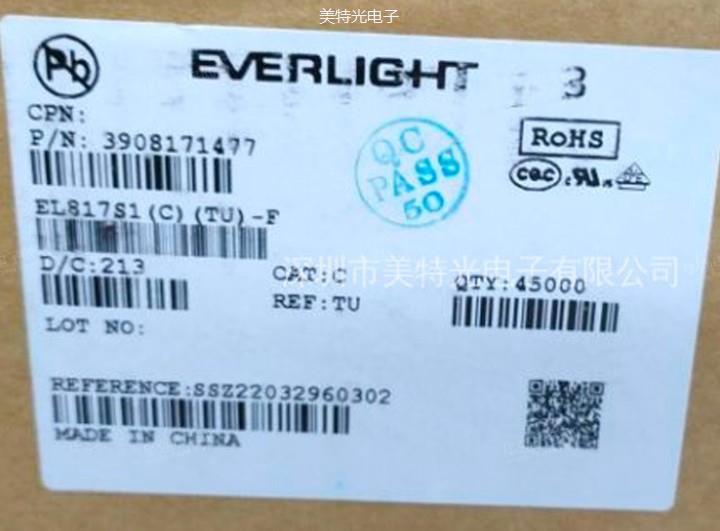 美特光电子
Pb
EVERLIGHT 3
CPN:
P/N: 3908171477
QC
PASS
50
RoHS
CQC
EL817S1(C)(TU)-F
深圳市美特光电子有限公司
D/C:213
CAT:C
QTY:45000
REF:TU
LOT NO:
REFERENCE:SSZ22032960302
MADE IN CHINA